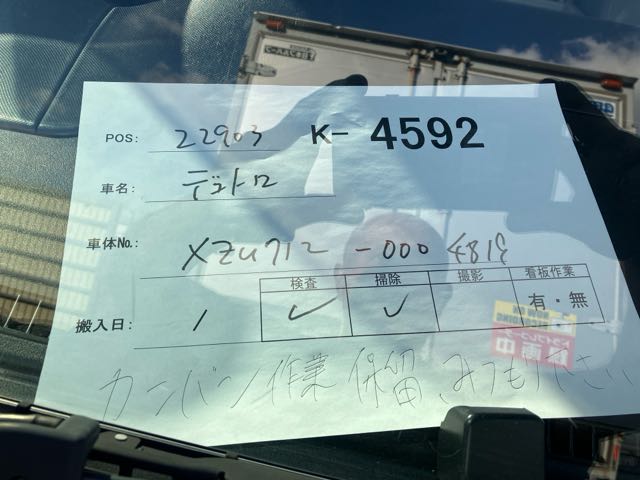 POS: 22903 K- 4592
車名: デュトロ
車体No.: XZU712-0004819
検査 掃除 撮影 看板作業
搬入日: 1 ✓ ✓ 有・無
カンバン作業 保留 みつもり下さい